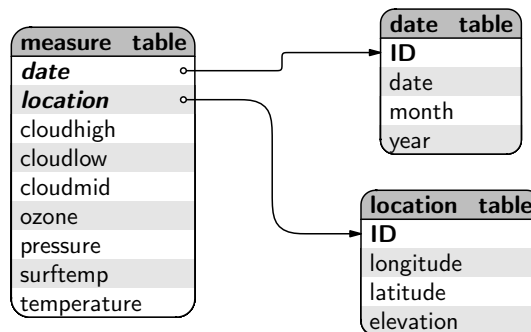 measure table
date
location
cloudhigh
cloudlow
cloudmid
ozone
pressure
surftemp
temperature
date table
ID
date
month
year
location table
ID
longitude
latitude
elevation